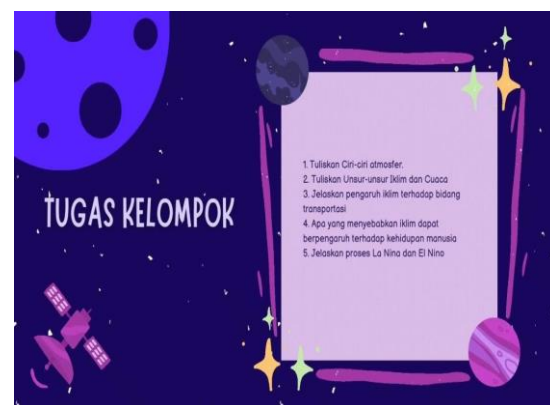 TUGAS KELOMPOK
1. Tuliskan Ciri-ciri atmosfer.
2. Tuliskan Unsur-unsur Iklim dan Cuaca
3. Jelaskan pengaruh iklim terhadap bidang
transportasi
4. Apa yang menyebabkan iklim dapat
berpengaruh terhadap kehidupan manusia
5. Jelaskan proses La Nina dan El Nino